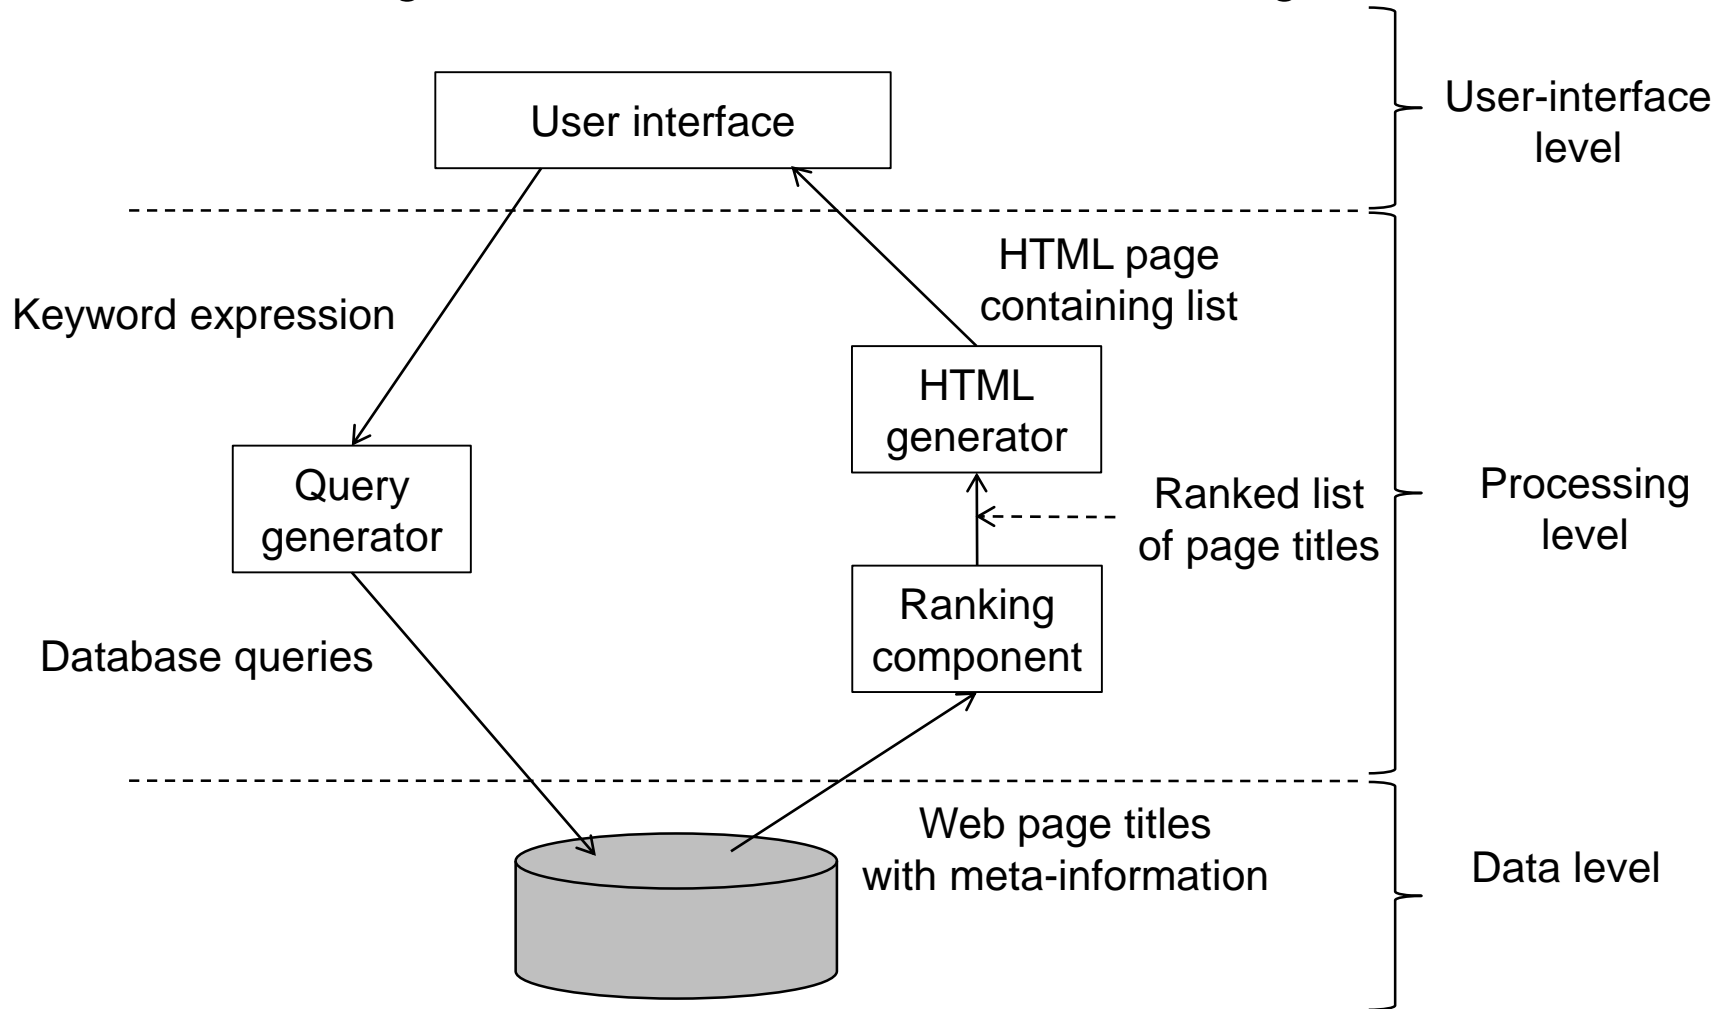 User interface
User-interface
level
HTML page
containing list
Keyword expression
HTML
generator
Query
generator
Ranked list
of page titles
Processing
level
Ranking
component
Database queries
Web page titles
with meta-information
Data level